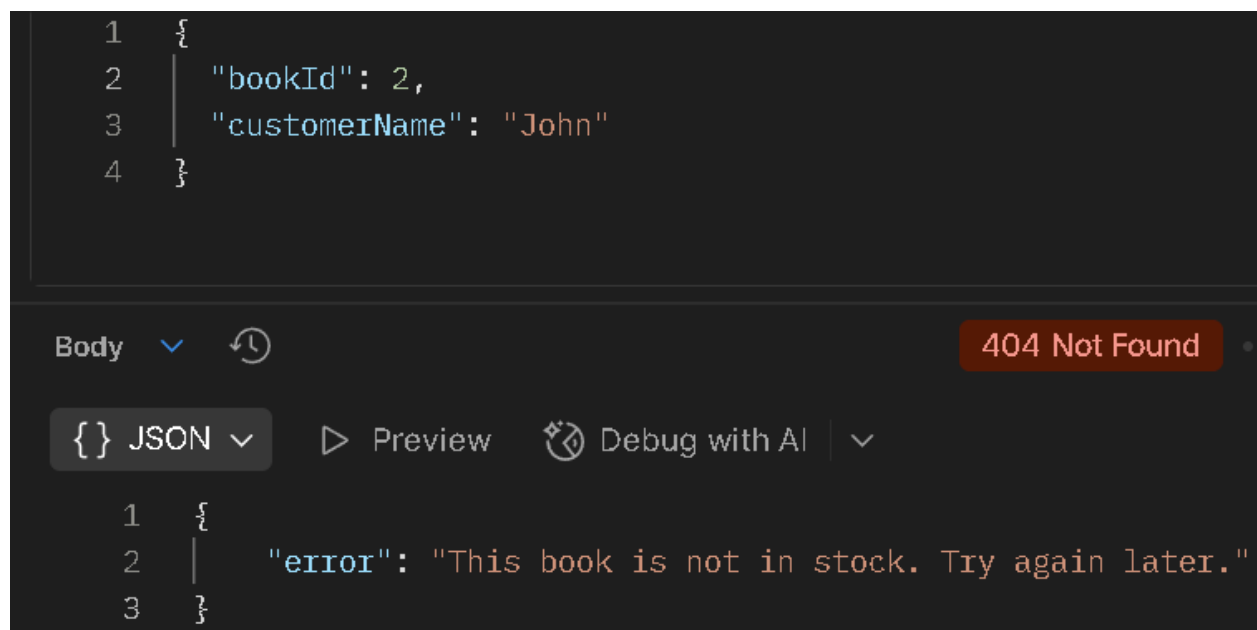 1 {
2 "bookId": 2,
3 "customerName": "John"
4 }
Body 404 Not Found
{} JSON Preview Debug with AI
1 {
2 "error": "This book is not in stock. Try again later."
3 }